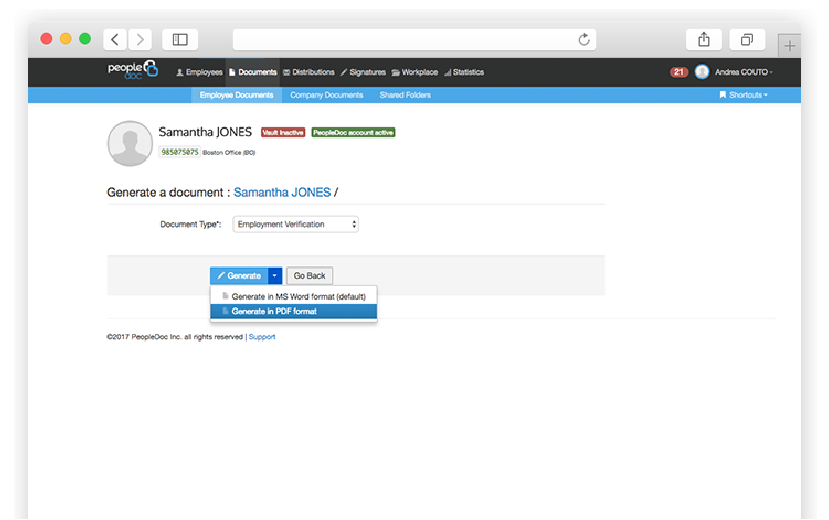 people doc Employees Documents Distributions Signatures Workplace Statistics 21 Andrea COUTO
Employee Documents Company Documents Shared Folders Shortcuts
Samantha JONES Vault Inactive PeopleDoc account active
985075075 Boston Office (BO)
Generate a document : Samantha JONES /
Document Type*: Employment Verification
Generate Go Back
Generate in MS Word format (default)
Generate in PDF format
©2017 PeopleDoc Inc. all rights reserved | Support